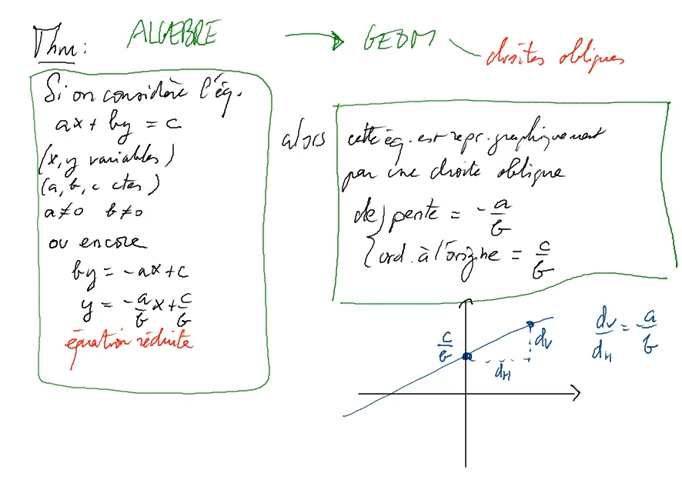 Thm: ALGEBRE → GEOM droites obliques
Si on considère l'éq.
ax + by = c
(x, y variables)
(a, b, c ctes)
a≠0 b≠0
ou encore
by = -ax + c
y = -a/b x + c/b
équation réduite
alors
cette éq. est repr. graphiquement
par une droite oblique
de) pente = -a/b
{ord. à l'origine = c/b
c/b
dV
dH
dV/dH = a/b